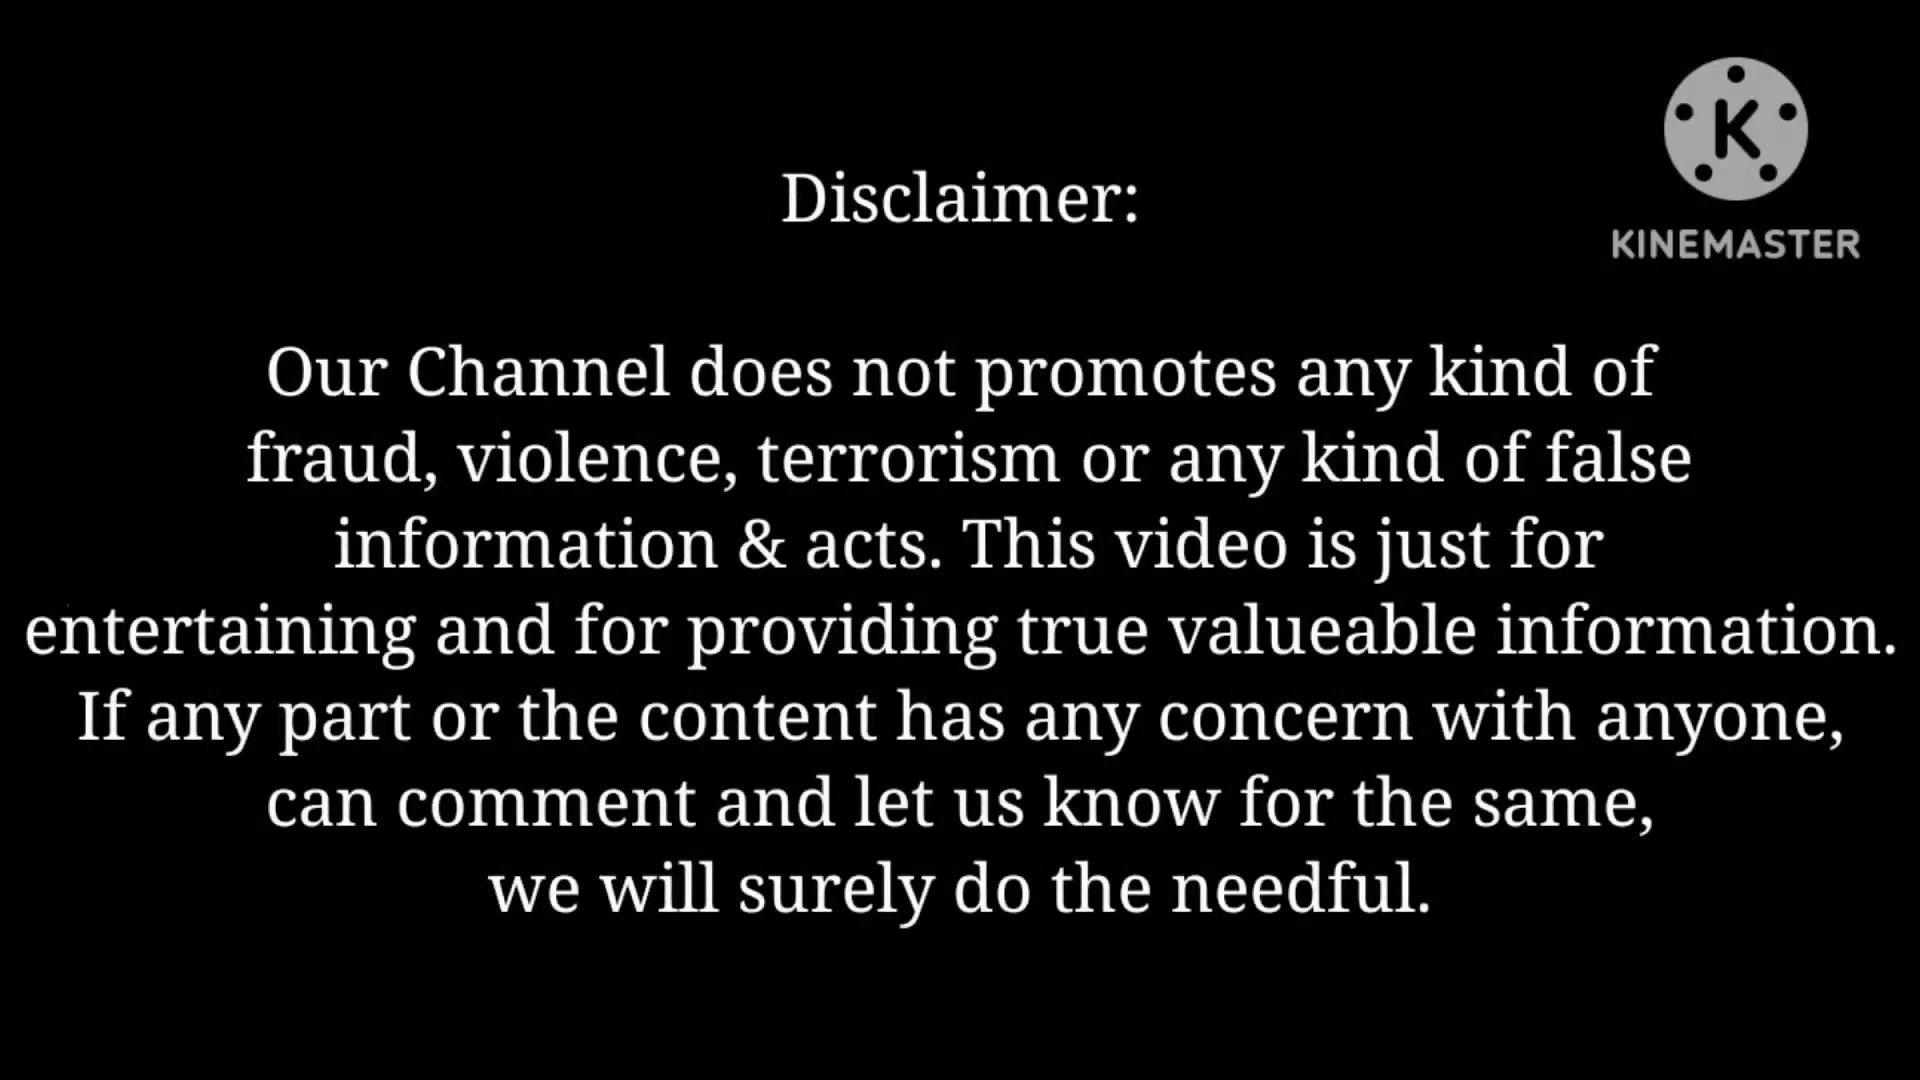 K
KINEMASTER
Disclaimer:
Our Channel does not promotes any kind of
fraud, violence, terrorism or any kind of false
information & acts. This video is just for
entertaining and for providing true valueable information.
If any part or the content has any concern with anyone,
can comment and let us know for the same,
we will surely do the needful.